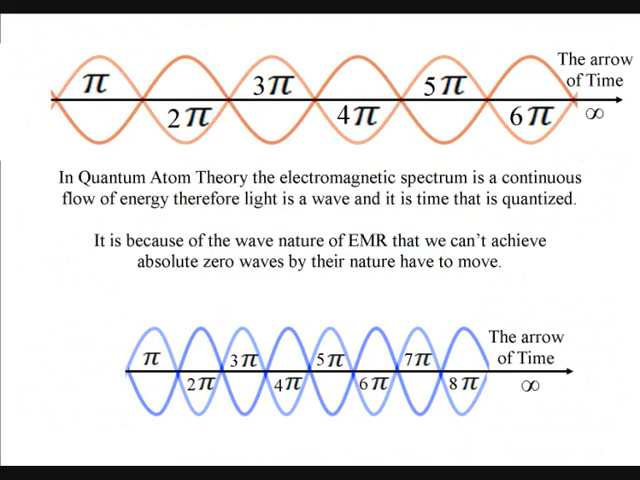 The arrow
of Time
π
3π
5π
2π
4π
6π
∞
In Quantum Atom Theory the electromagnetic spectrum is a continuous
flow of energy therefore light is a wave and it is time that is quantized.
It is because of the wave nature of EMR that we can't achieve
absolute zero waves by their nature have to move.
The arrow
of Time
π
3π
5π
7π
2π
4π
6π
8π
∞